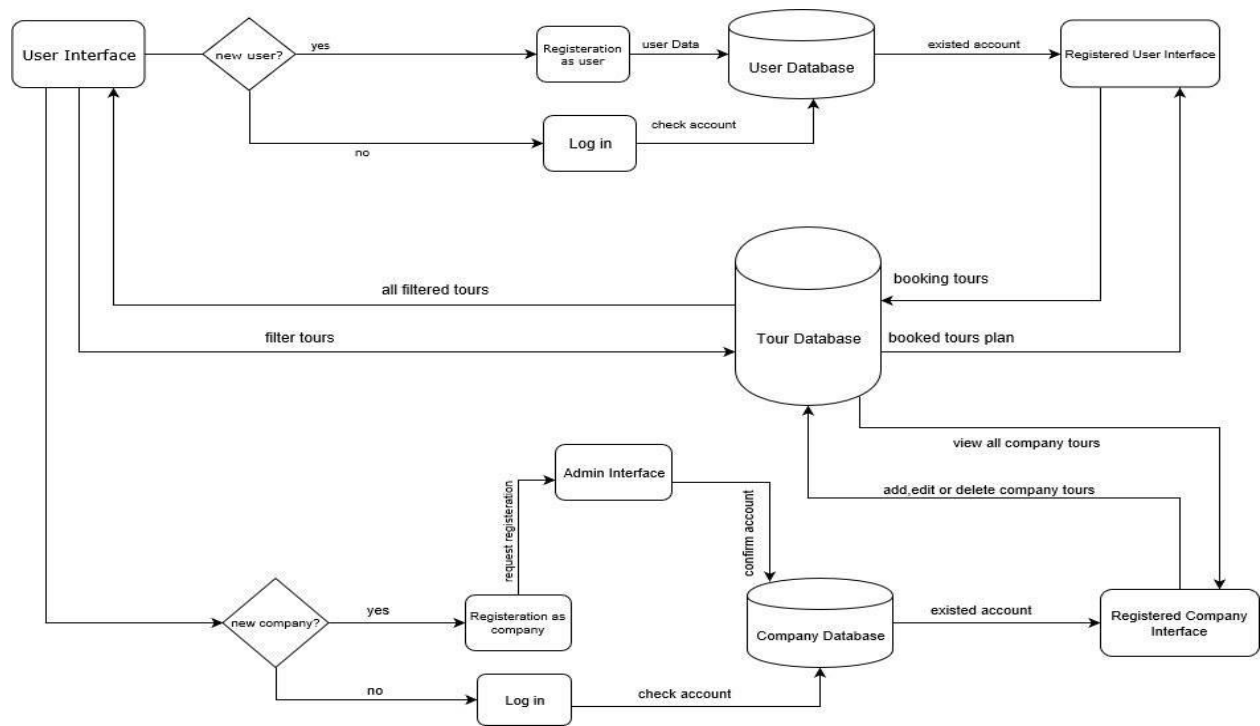 User Interface
new user?
yes
Registeration
as user
user Data
User Database
existed account
Registered User Interface
no
Log in
check account
all filtered tours
filter tours
Tour Database
booking tours
booked tours plan
view all company tours
add,edit or delete company tours
Admin Interface
request registeration
confirm account
new company?
yes
Registeration as
company
Company Database
existed account
Registered Company
Interface
no
Log in
check account